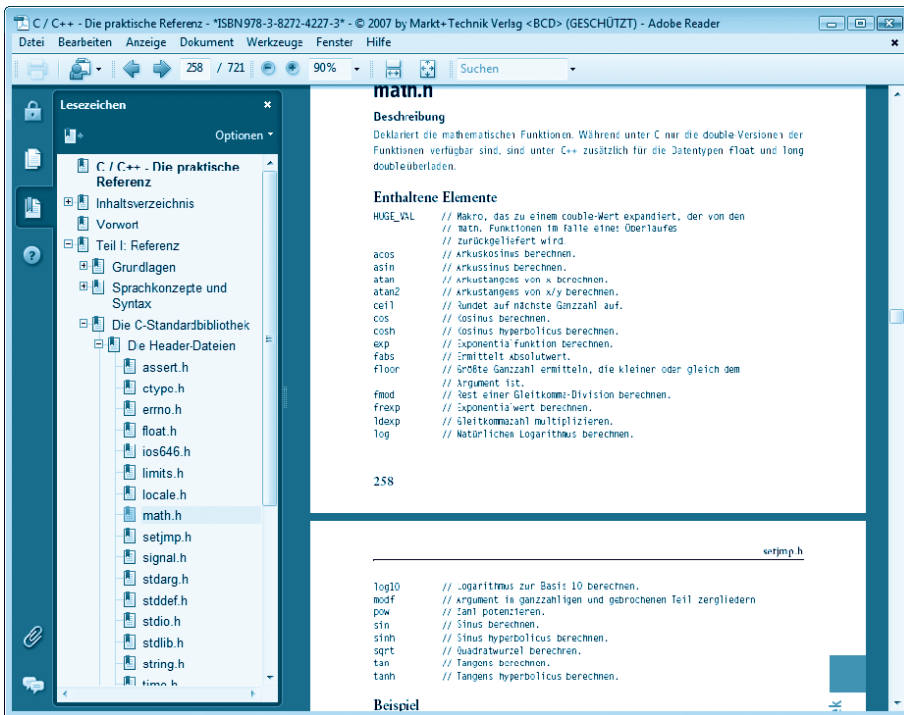 C / C++ - Die praktische Referenz - *ISBN 978-3-8272-4227-3* - © 2007 by Markt+Technik Verlag <BCD> (GESCHÜTZT) - Adobe Reader
Datei Bearbeiten Anzeige Dokument Werkzeuge Fenster Hilfe
258 / 721 90% Suchen
Lesezeichen
Optionen
C / C++ - Die praktische
Referenz
Inhaltsverzeichnis
Vorwort
Teil I: Referenz
Grundlagen
Sprachkonzepte und
Syntax
Die C-Standardbibliothek
Die Header-Dateien
assert.h
ctype.h
errno.h
float.h
ios646.h
limits.h
locale.h
math.h
setjmp.h
signal.h
stdarg.h
stddef.h
stdio.h
stdlib.h
string.h
time.h
math.h
Beschreibung
Deklariert die mathematischen Funktionen. Während unter C nur die double-Versionen der
Funktionen verfügbar sind, sind unter C++ zusätzlich für die Datentypen float und long
double überladen.
Enthaltene Elemente
HUGE_VAL // Makro, das zu einem double-Wert expandiert, der von den
// math. Funktionen im Falle eines Überlaufes
// zurückgeliefert wird
acos // Arkuskosinus berechnen.
asin // Arkussinus berechnen.
atan // Arkustangens von x berechnen.
atan2 // Arkustangens von x/y berechnen.
ceil // Rundet auf nächste Ganzzahl auf.
cos // Kosinus berechnen.
cosh // Kosinus hyperbolicus berechnen.
exp // Exponentialfunktion berechnen.
fabs // Ermittelt Absolutwert.
floor // Größte Ganzzahl ermitteln, die kleiner oder gleich dem
// Argument ist.
fmod // Rest einer Gleitkomma-Division berechnen.
frexp // Exponentialwert berechnen.
ldexp // Gleitkommazahl multiplizieren.
log // Natürlichen Logarithmus berechnen.
258
setjmp.h
log10 // Logarithmus zur Basis 10 berechnen.
modf // Argument in ganzzahligen und gebrochenen Teil zergliedern
pow // Zahl potenzieren.
sin // Sinus berechnen.
sinh // Sinus hyperbolicus berechnen.
sqrt // Quadratwurzel berechnen.
tan // Tangens berechnen.
tanh // Tangens hyperbolicus berechnen.
Beispiel